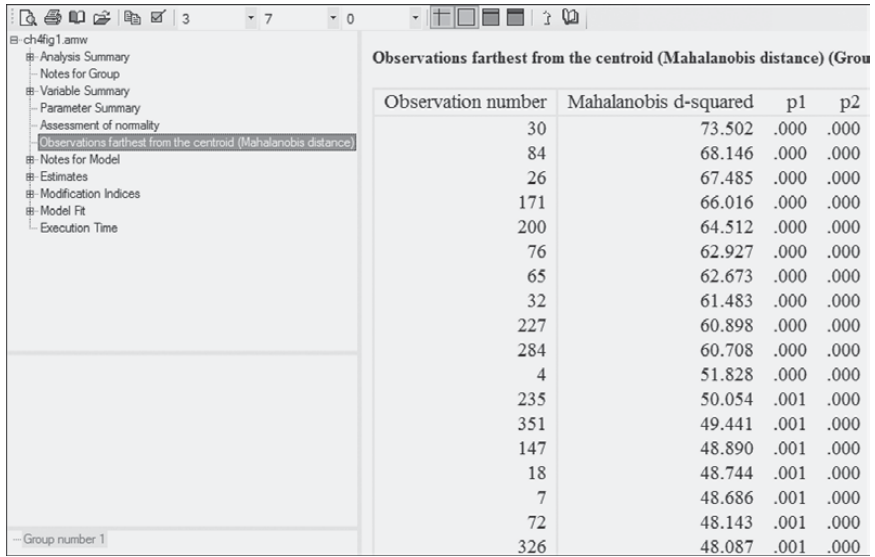 3 7 0
ch4fig1.amw
Analysis Summary
Notes for Group
Variable Summary
Parameter Summary
Assessment of normality
Observations farthest from the centroid (Mahalanobis distance)
Notes for Model
Estimates
Modification Indices
Model Fit
Execution Time
Group number 1
Observations farthest from the centroid (Mahalanobis distance) (Grou
Observation number Mahalanobis d-squared p1 p2
30 73.502 .000 .000
84 68.146 .000 .000
26 67.485 .000 .000
171 66.016 .000 .000
200 64.512 .000 .000
76 62.927 .000 .000
65 62.673 .000 .000
32 61.483 .000 .000
227 60.898 .000 .000
284 60.708 .000 .000
4 51.828 .000 .000
235 50.054 .001 .000
351 49.441 .001 .000
147 48.890 .001 .000
18 48.744 .001 .000
7 48.686 .001 .000
72 48.143 .001 .000
326 48.087 .001 .000